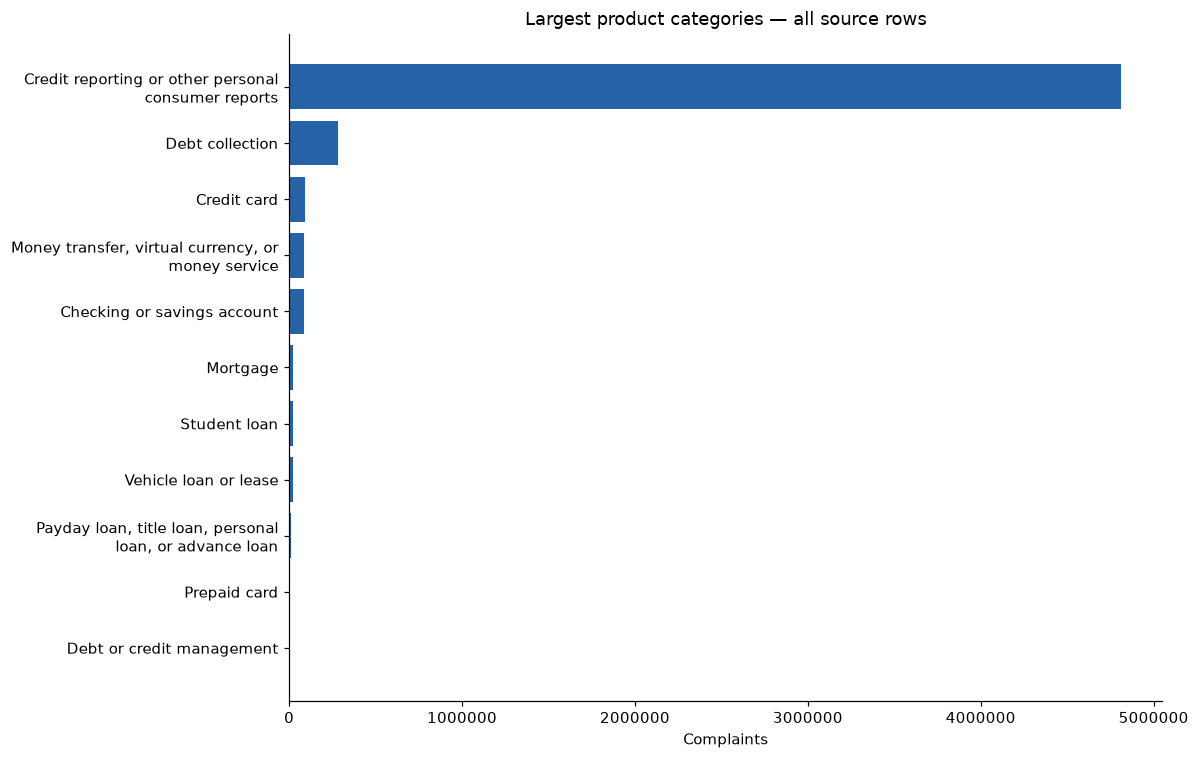 Largest product categories — all source rows
Credit reporting or other personal
consumer reports
Debt collection
Credit card
Money transfer, virtual currency, or
money service
Checking or savings account
Mortgage
Student loan
Vehicle loan or lease
Payday loan, title loan, personal
loan, or advance loan
Prepaid card
Debt or credit management
0 1000000 2000000 3000000 4000000 5000000
Complaints